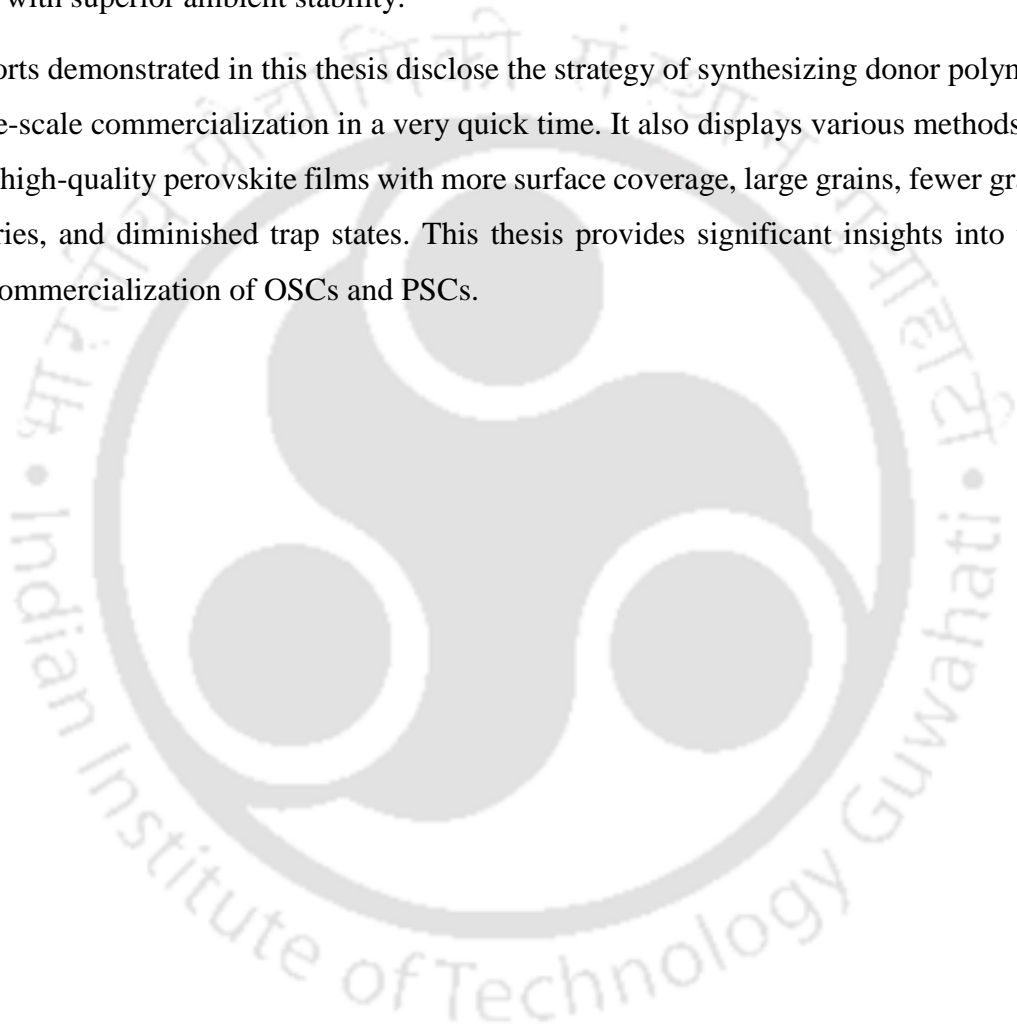 with superior ambient stability.
orts demonstrated in this thesis disclose the strategy of synthesizing donor polyn
e-scale commercialization in a very quick time. It also displays various methods
high-quality perovskite films with more surface coverage, large grains, fewer gr
ries, and diminished trap states. This thesis provides significant insights into
ommercialization of OSCs and PSCs.
भारतीय प्रौद्योगिकी संस्थान गुवाहाटी
• Indian Institute of Technology Guwahati •